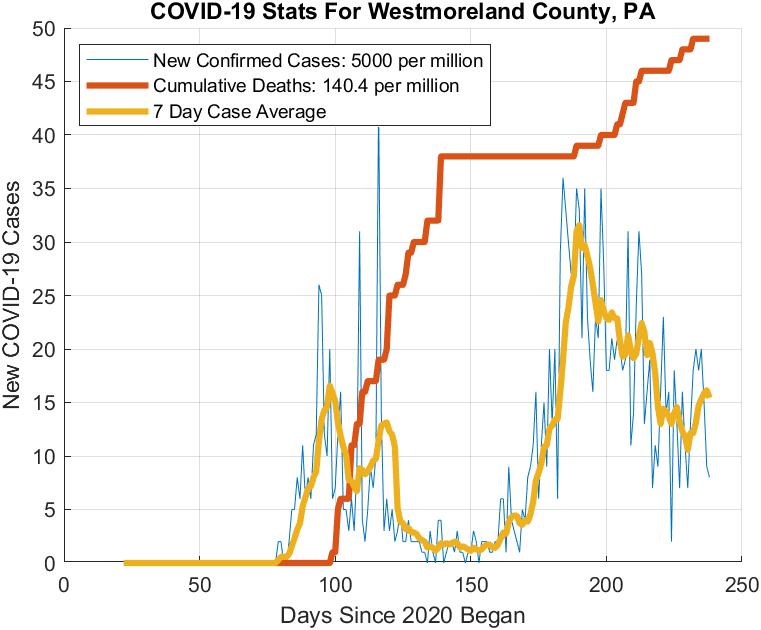 COVID-19 Stats For Westmoreland County, PA
New Confirmed Cases: 5000 per million
Cumulative Deaths: 140.4 per million
7 Day Case Average
New COVID-19 Cases
50
45
40
35
30
25
20
15
10
5
0
0 50 100 150 200 250
Days Since 2020 Began